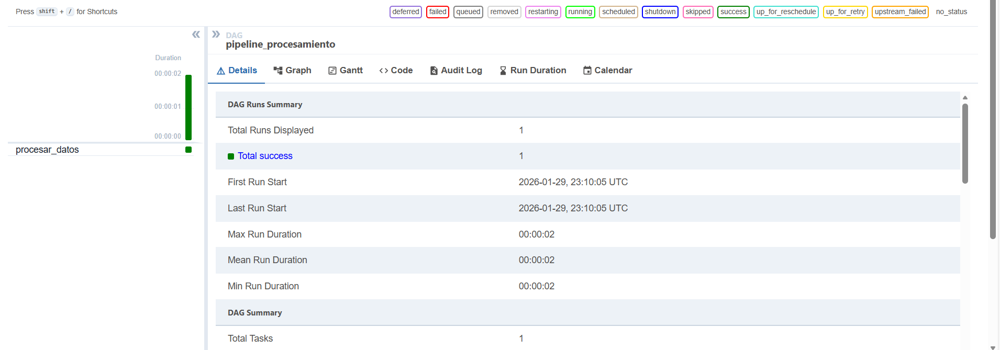 Press shift + / for Shortcuts
deferred failed queued removed restarting running scheduled shutdown skipped success up_for_reschedule up_for_retry upstream_failed no_status
« » DAG
pipeline_procesamiento
Duration
00:00:02
00:00:01
00:00:00
procesar_datos
Details Graph Gantt <> Code Audit Log Run Duration Calendar
DAG Runs Summary
Total Runs Displayed 1
Total success 1
First Run Start 2026-01-29, 23:10:05 UTC
Last Run Start 2026-01-29, 23:10:05 UTC
Max Run Duration 00:00:02
Mean Run Duration 00:00:02
Min Run Duration 00:00:02
DAG Summary
Total Tasks 1